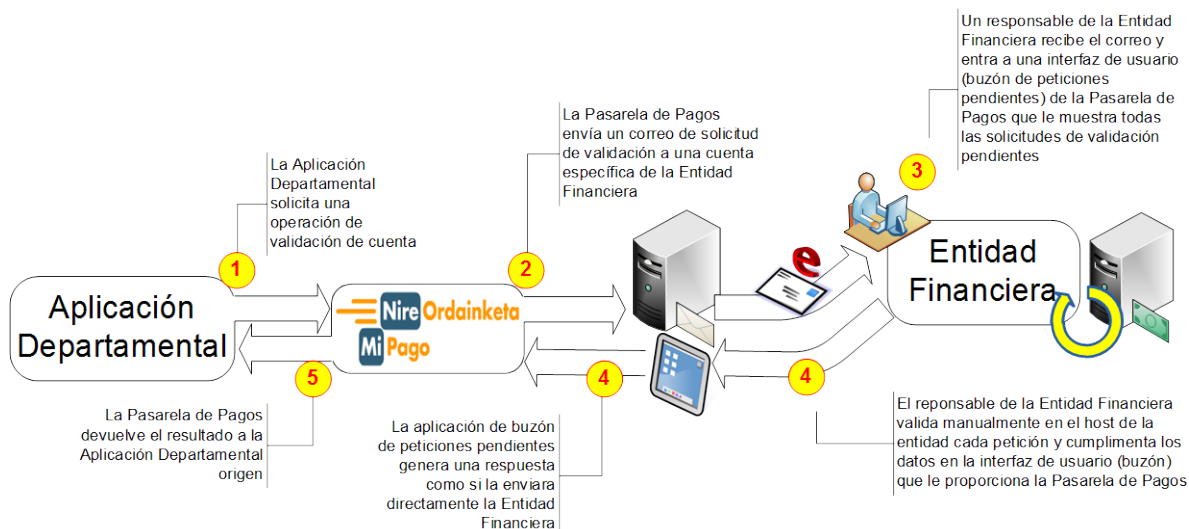 Un responsable de la Entidad
Financiera recibe el correo y
entra a una interfaz de usuario
(buzón de peticiones
pendientes) de la Pasarela de
Pagos que le muestra todas
las solicitudes de validación
pendientes
La Pasarela de Pagos
envía un correo de solicitud
de validación a una cuenta
específica de la Entidad
Financiera
La Aplicación
Departamental
solicita una
operación de
validación de cuenta
3
1
2
e
Entidad
Financiera
Aplicación
Departamental
Nire Ordainketa
Mi Pago
5
4
4
La Pasarela de Pagos
devuelve el resultado a la
Aplicación Departamental
origen
La aplicación de buzón
de peticiones pendientes
genera una respuesta
como si la enviara
directamente la Entidad
Financiera
El reponsable de la Entidad Financiera
valida manualmente en el host de la
entidad cada petición y cumplimenta los
datos en la interfaz de usuario (buzón)
que le proporciona la Pasarela de Pagos